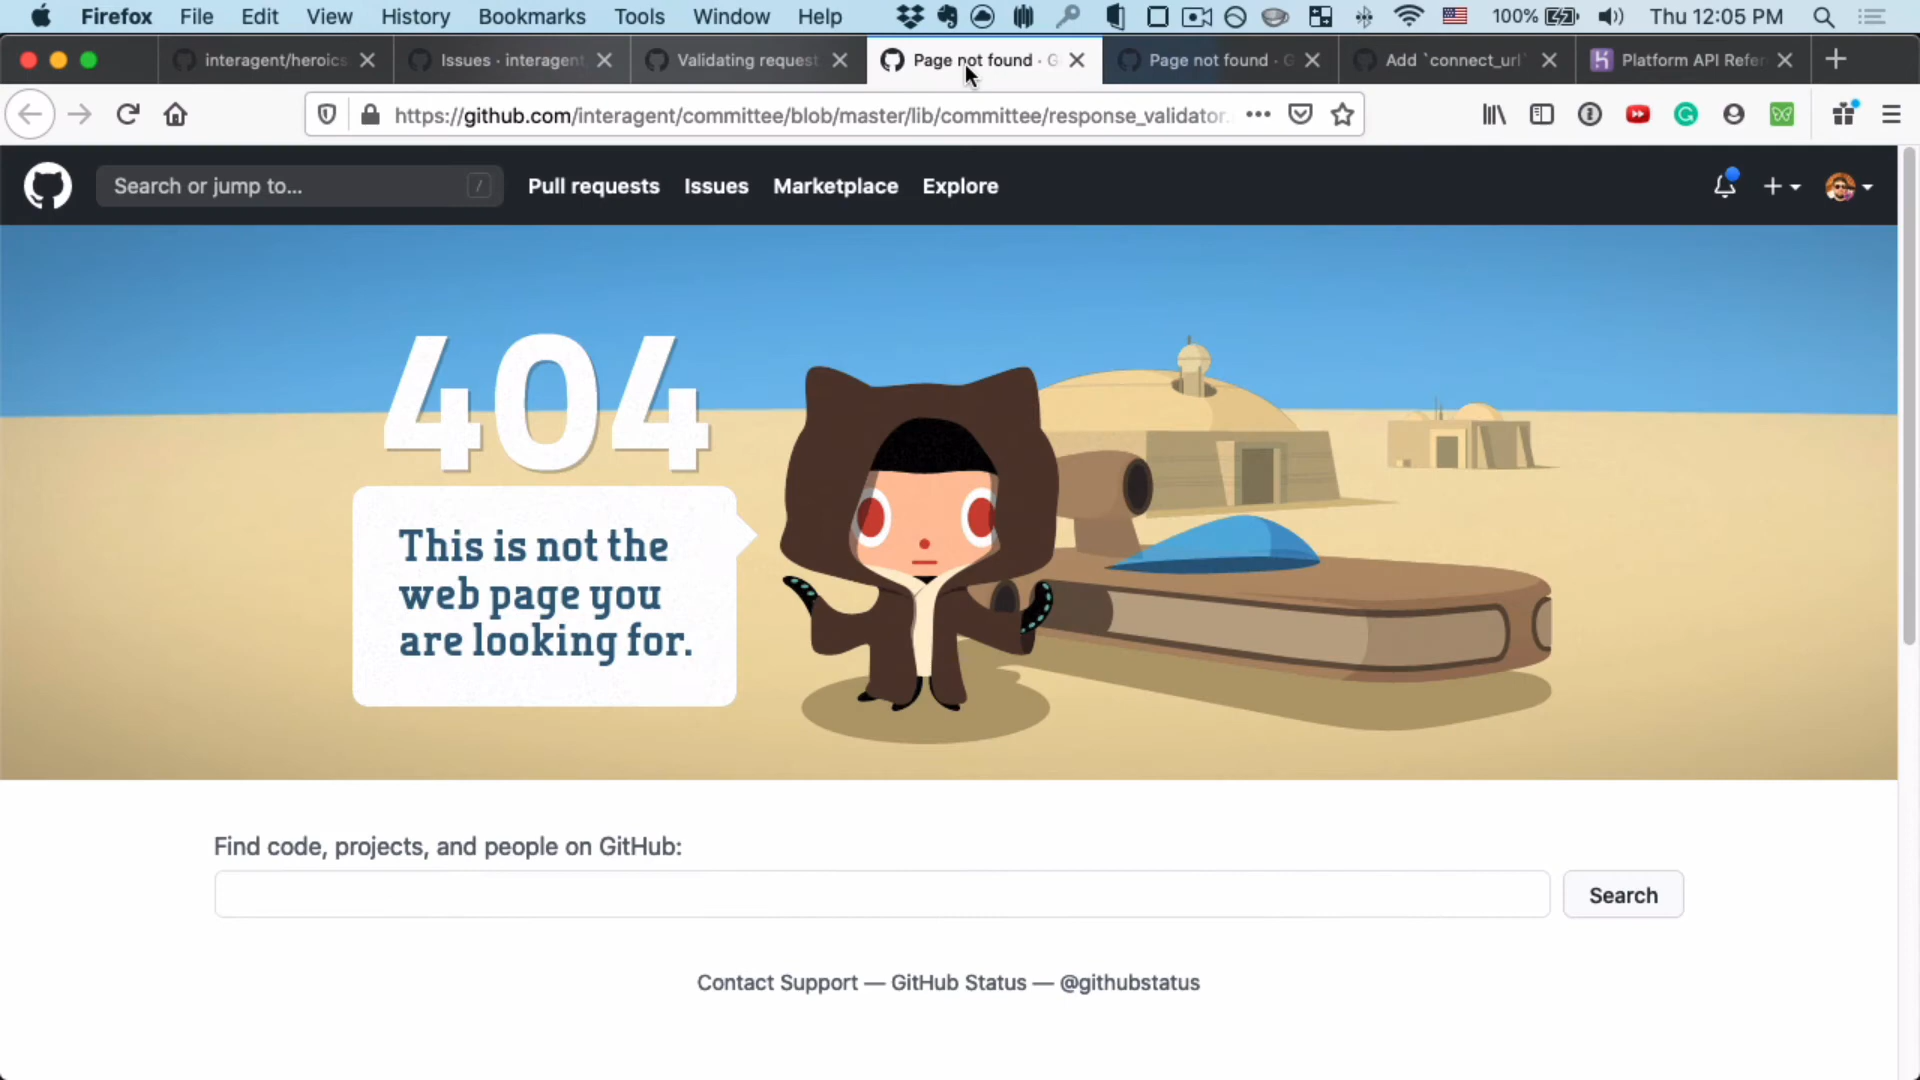 Firefox File Edit View History Bookmarks Tools Window Help 100% Thu 12:05 PM
interagent/heroics Issues · interagent Validating request Page not found · G Page not found · G Add `connect_url` Platform API Refer
https://github.com/interagent/committee/blob/master/lib/committee/response_validator.
Search or jump to... / Pull requests Issues Marketplace Explore
404
This is not the
web page you
are looking for.
Find code, projects, and people on GitHub:
Search
Contact Support — GitHub Status — @githubstatus